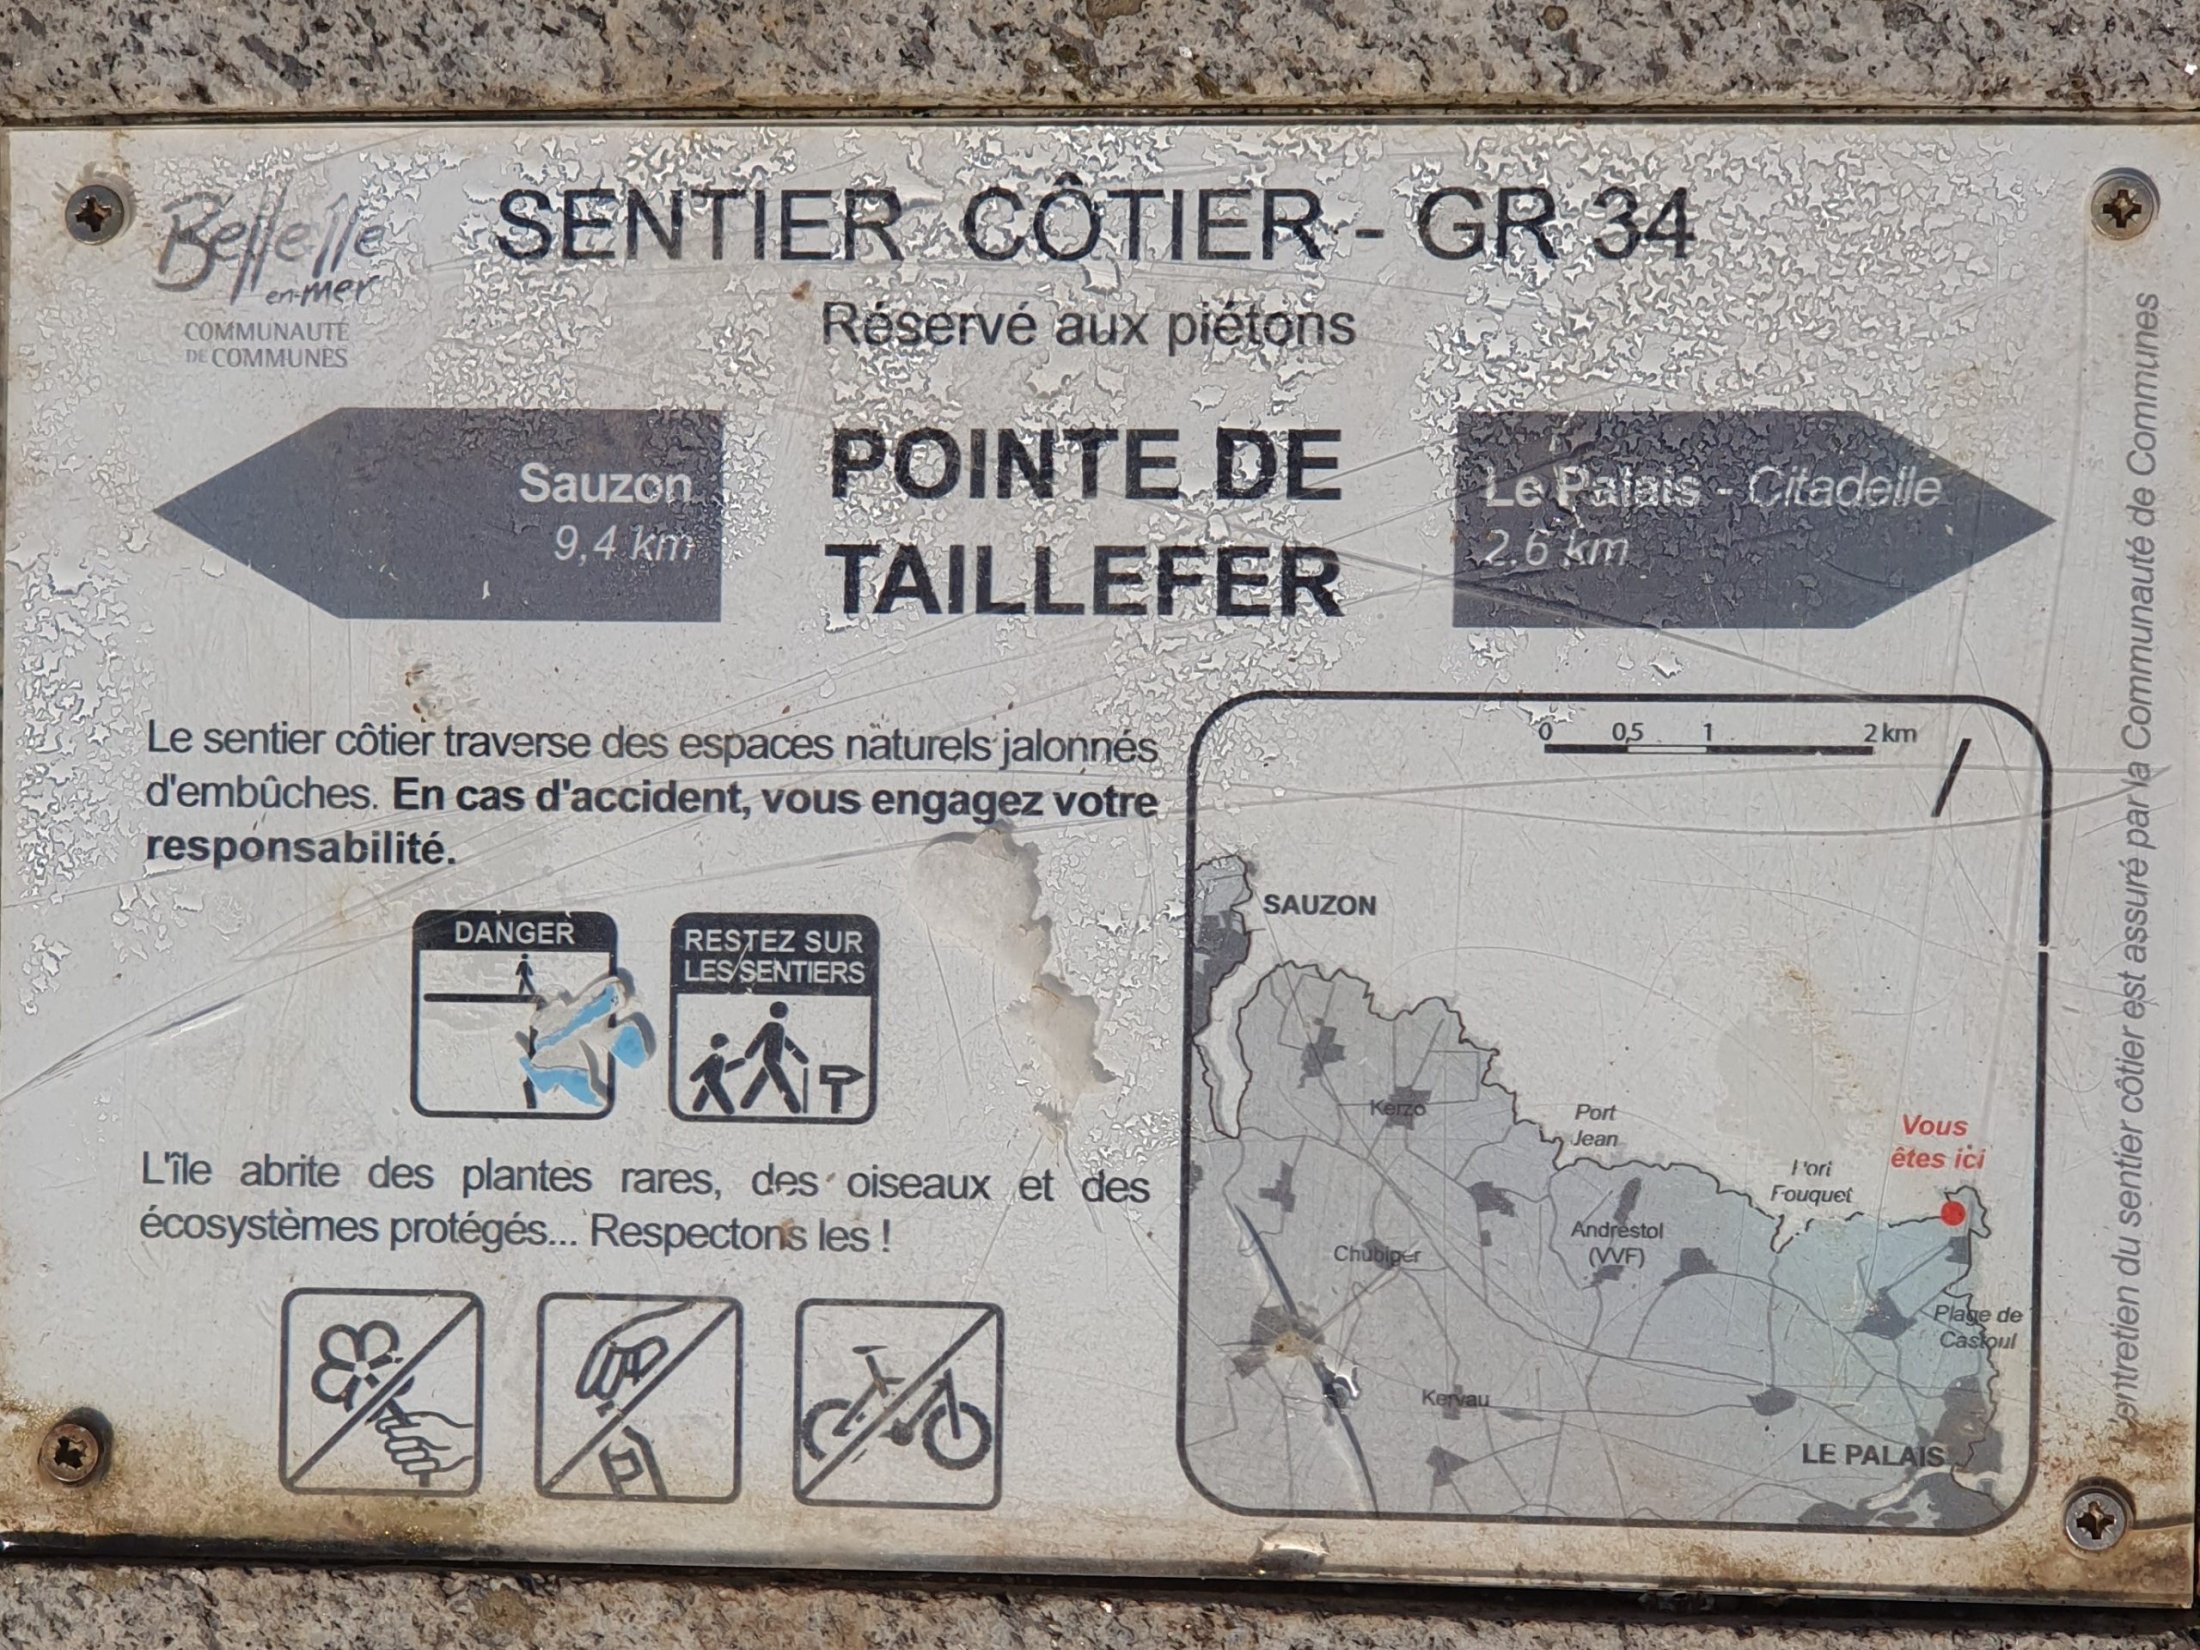 BelleÎle
en-mer
COMMUNAUTÉ
DE COMMUNES
SENTIER CÔTIER - GR 34
Réservé aux piétons
Sauzon
9,4 km
POINTE DE
TAILLEFER
Le Palais - Citadelle
2,6 km
Le sentier côtier traverse des espaces naturels jalonnés
d'embûches. En cas d'accident, vous engagez votre
responsabilité.
DANGER
RESTEZ SUR
LES SENTIERS
L'île abrite des plantes rares, des oiseaux et des
écosystèmes protégés... Respectons les !
0 0,5 1 2 km
SAUZON
Kerzo
Port
Jean
Port
Fouquet
Vous
êtes ici
Andrestol
(VVF)
Chubiguer
Plage de
Castoul
Kervau
LE PALAIS
L'entretien du sentier côtier est assuré par la Communauté de Communes